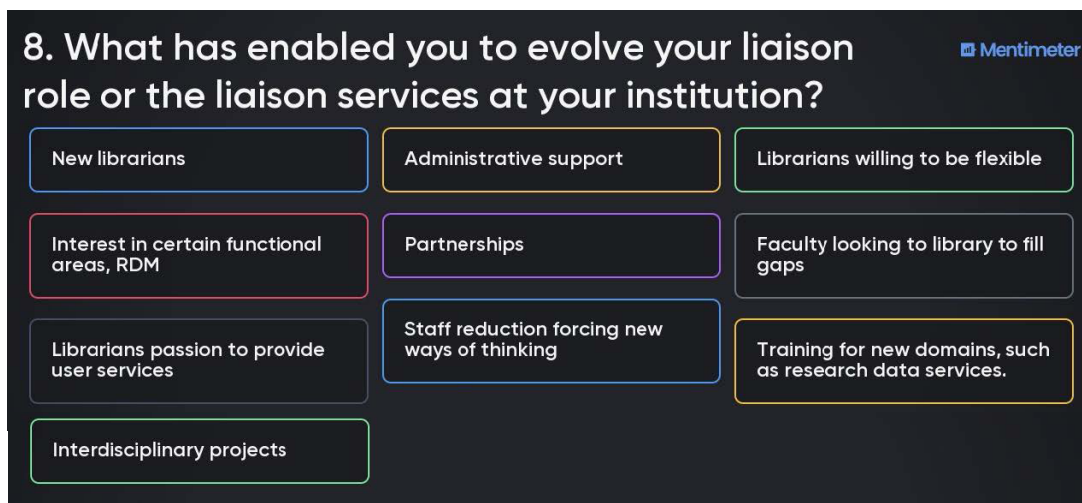 8. What has enabled you to evolve your liaison
role or the liaison services at your institution?
Mentimeter
New librarians
Administrative support
Librarians willing to be flexible
Interest in certain functional
areas, RDM
Partnerships
Faculty looking to library to fill
gaps
Librarians passion to provide
user services
Staff reduction forcing new
ways of thinking
Training for new domains, such
as research data services.
Interdisciplinary projects